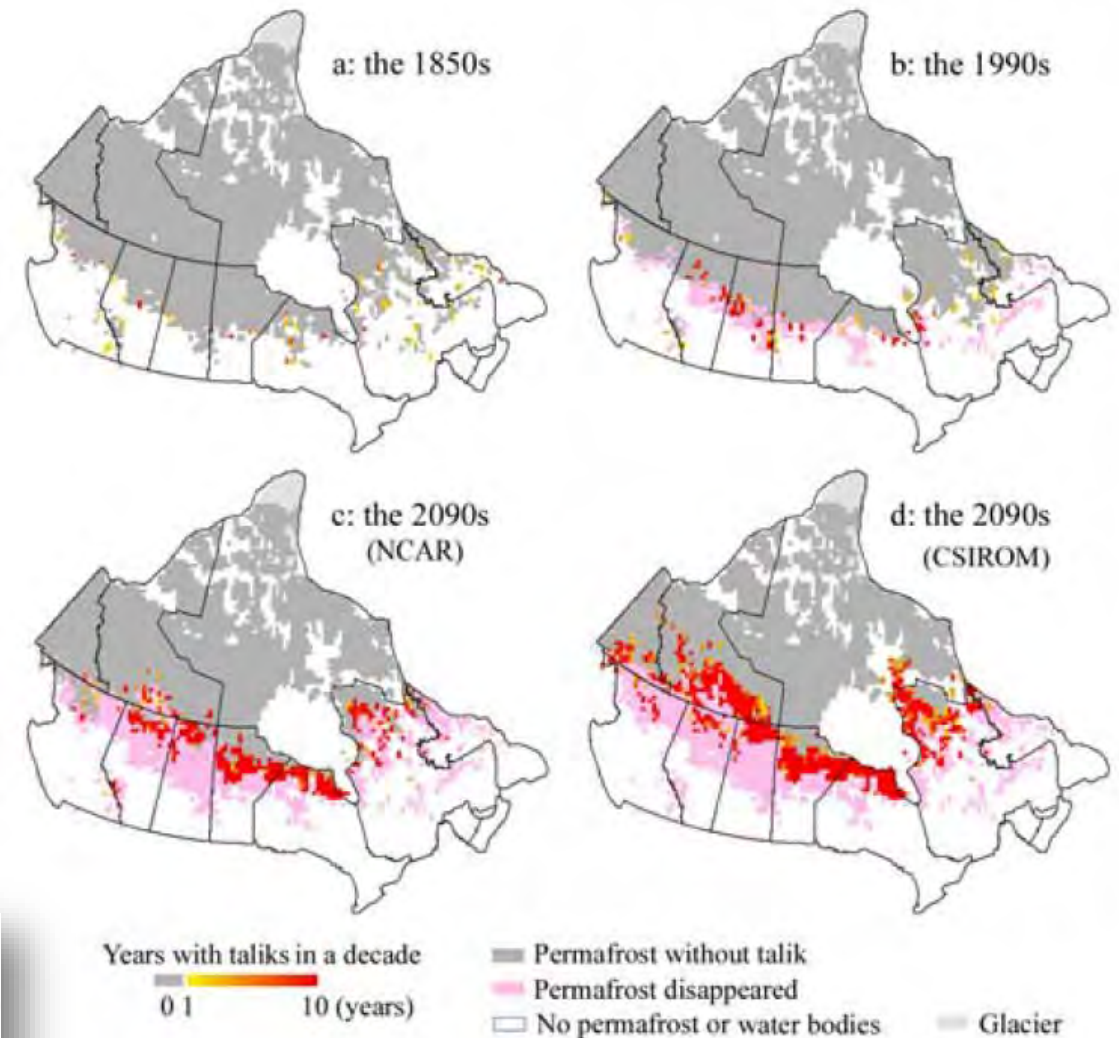 a: the 1850s
b: the 1990s
c: the 2090s
(NCAR)
d: the 2090s
(CSIROM)
Years with taliks in a decade
0 1 10 (years)
Permafrost without talik
Permafrost disappeared
No permafrost or water bodies
Glacier